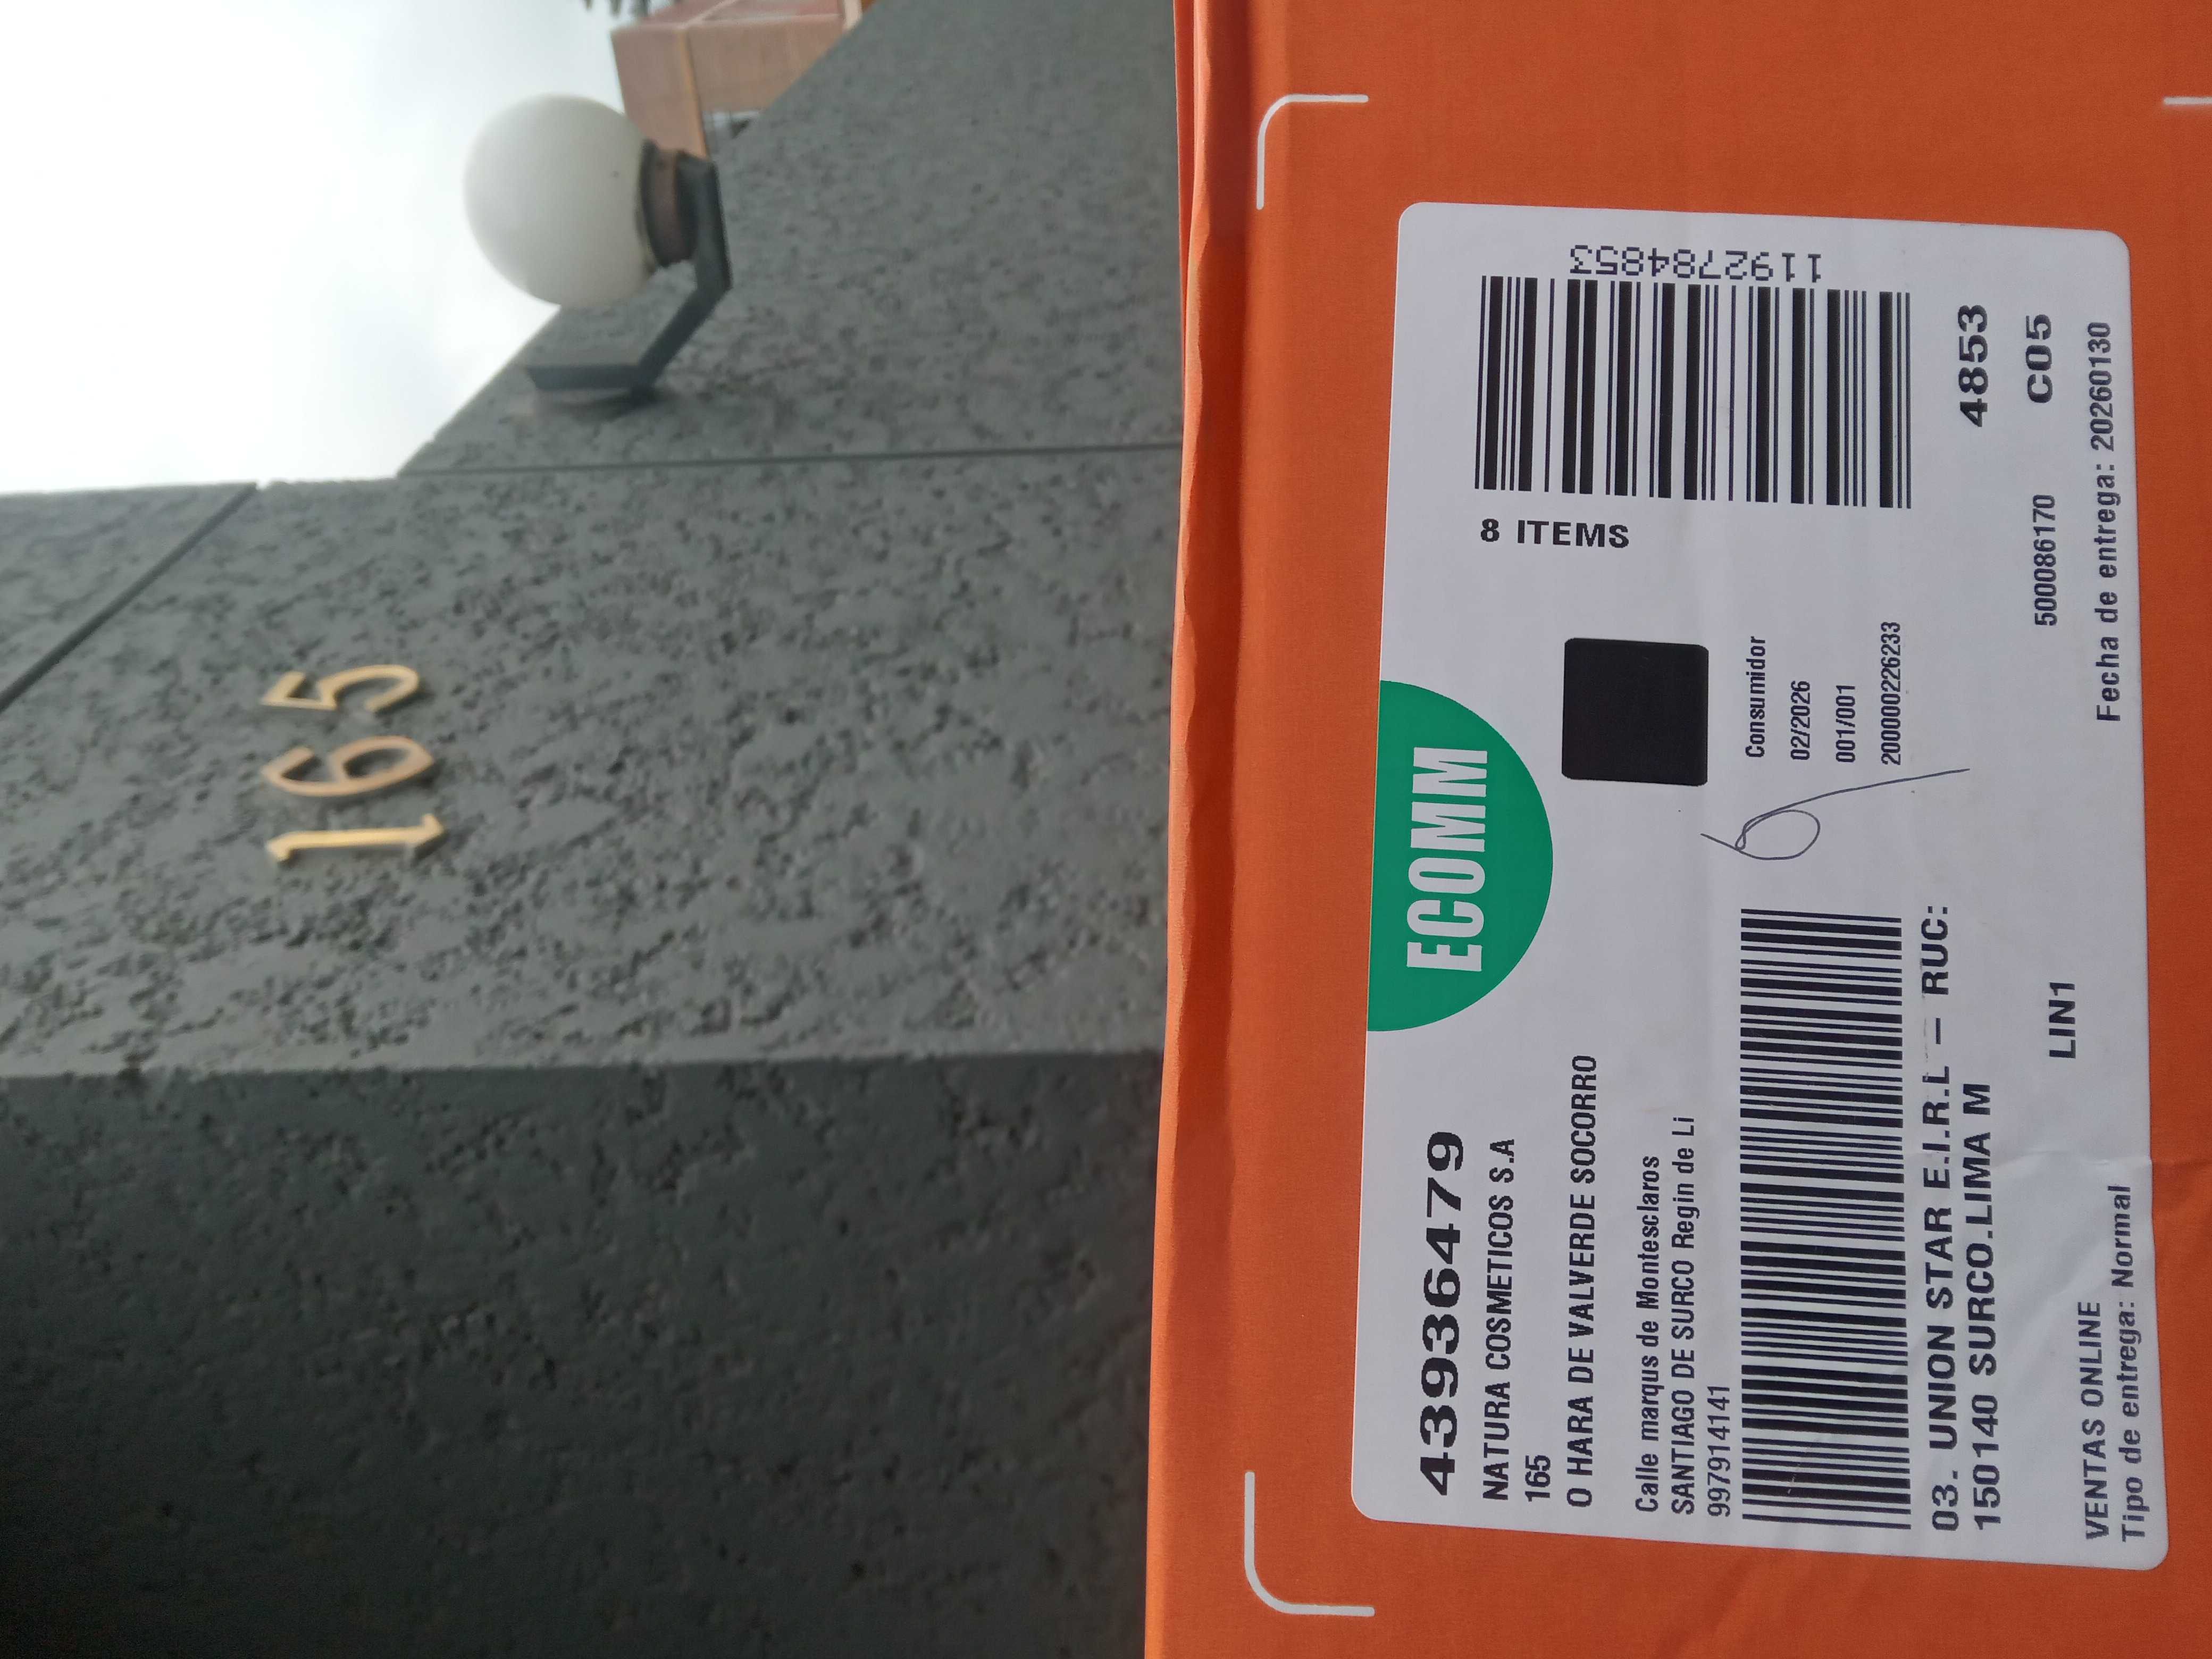 165
ECOMM
43936479
NATURA COSMETICOS S.A
165
O HARA DE VALVERDE SOCORRO
Calle marqus de Montesclaros
SANTIAGO DE SURCO Regin de Li
997914141
8 ITEMS
1192784853
Consumidor
02/2026
001/001
2000002226233
03. UNION STAR E.I.R.L – RUC:
150140 SURCO.LIMA M
4853
LIN1
500086170
C05
VENTAS ONLINE
Tipo de entrega: Normal
Fecha de entrega: 20260130